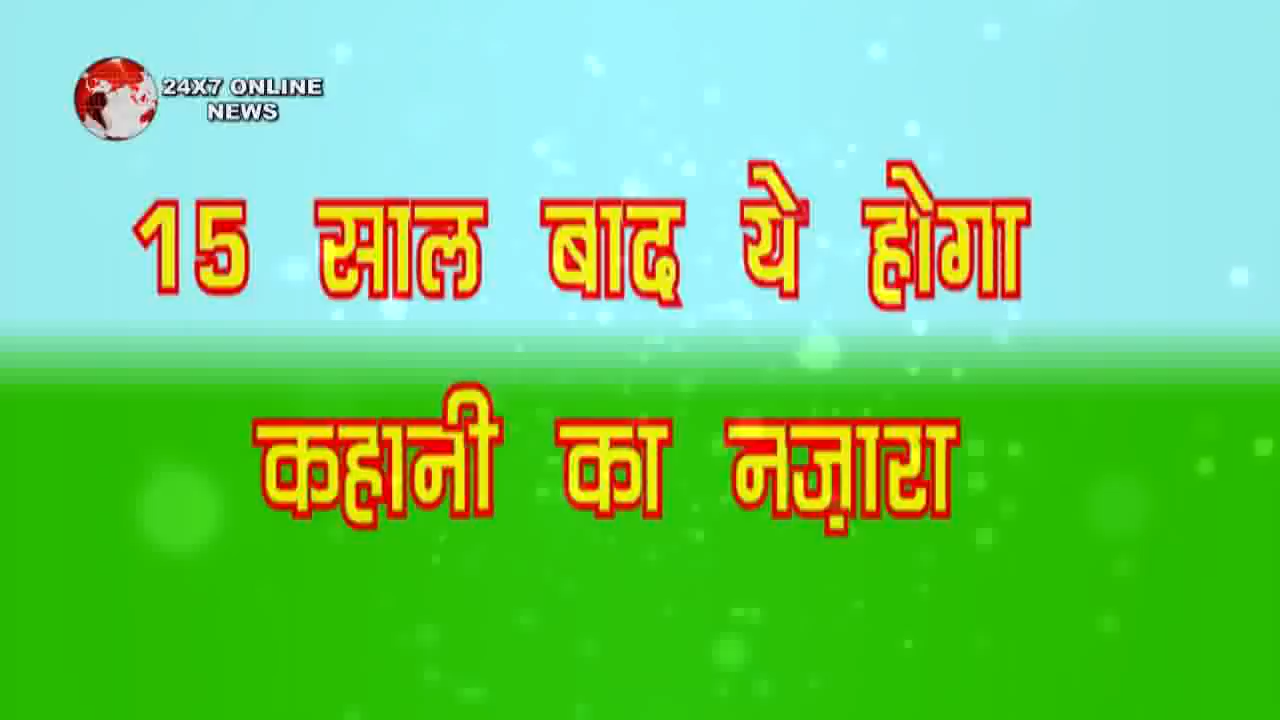 24X7 ONLINE
NEWS
15 साल बाद ये होगा
कहानी का नज़ारा